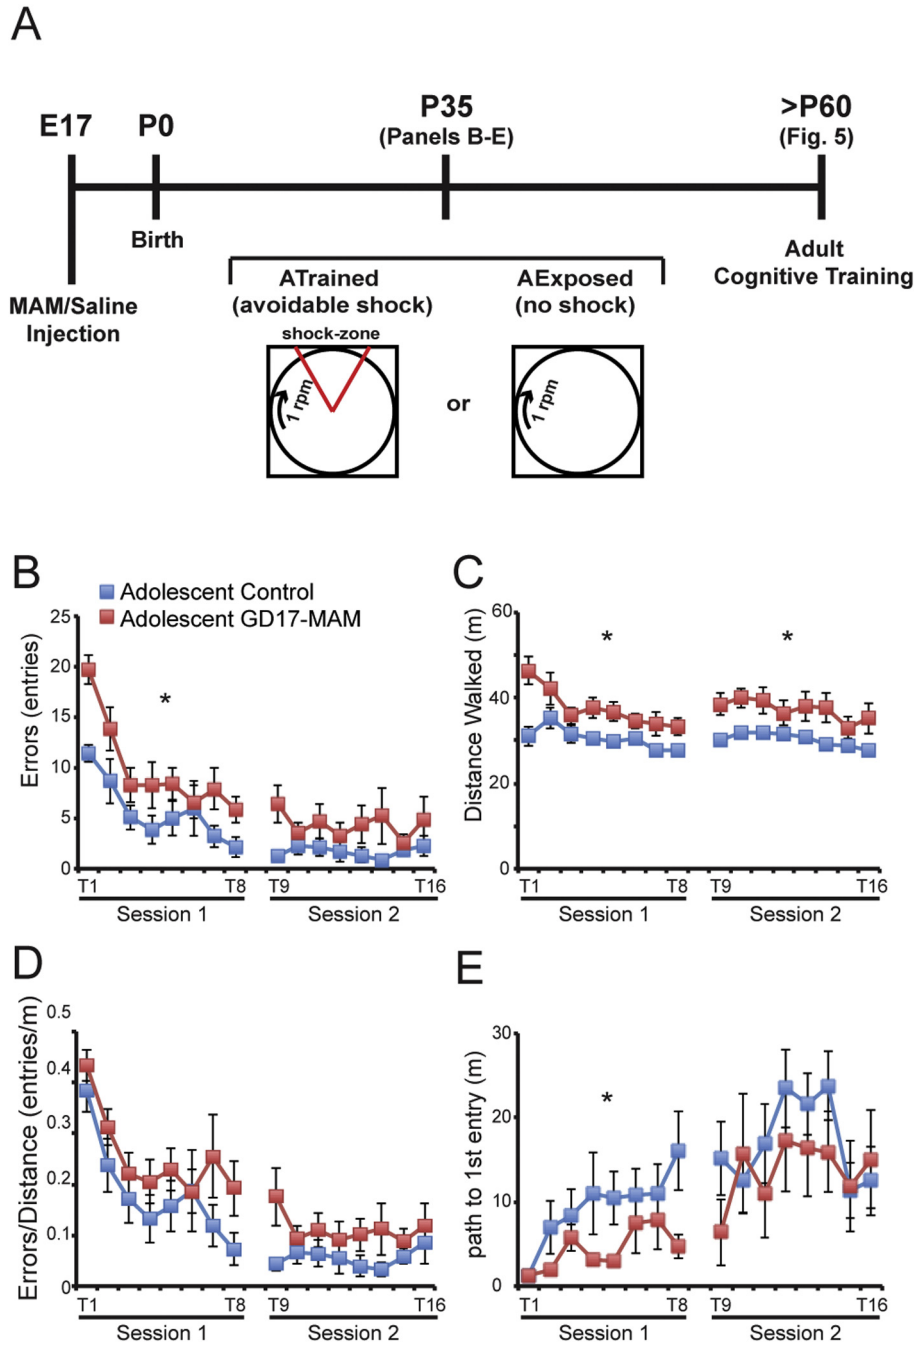 A
E17
P0
P35
(Panels B-E)
>P60
(Fig. 5)
Birth
MAM/Saline
Injection
Adult
Cognitive Training
ATrained
(avoidable shock)
shock-zone
1 rpm
or
AExposed
(no shock)
1 rpm
B
Adolescent Control
Adolescent GD17-MAM
Errors (entries)
25
20
15
10
5
0
*
T1
T8
T9
T16
Session 1
Session 2
C
Distance Walked (m)
60
40
20
0
*
*
T1
T8
T9
T16
Session 1
Session 2
D
Errors/Distance (entries/m)
0.5
0.4
0.3
0.2
0.1
0
T1
T8
T9
T16
Session 1
Session 2
E
path to 1st entry (m)
30
20
10
0
*
T1
T8
T9
T16
Session 1
Session 2